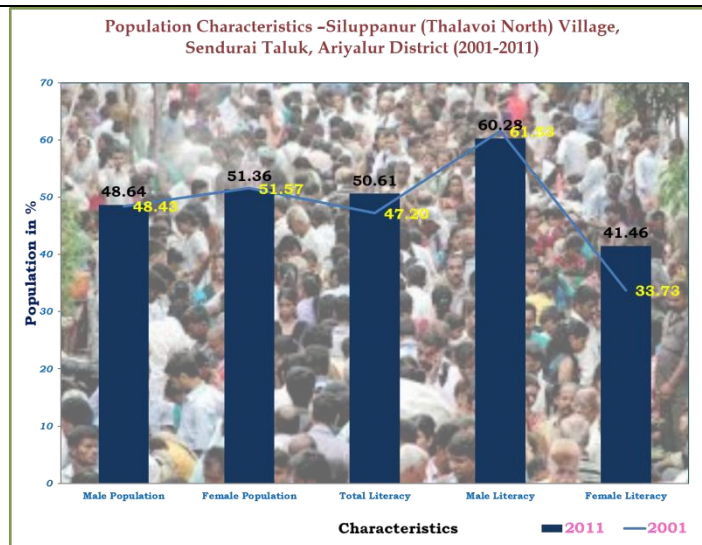 Population Characteristics –Siluppanur (Thalavoi North) Village,
Sendurai Taluk, Ariyalur District (2001-2011)
Population in %
70
60
50
40
30
20
10
0
48.64
48.43
51.36
51.57
50.61
47.20
60.28
61.53
41.46
33.73
Male Population
Female Population
Total Literacy
Male Literacy
Female Literacy
Characteristics
2011
2001